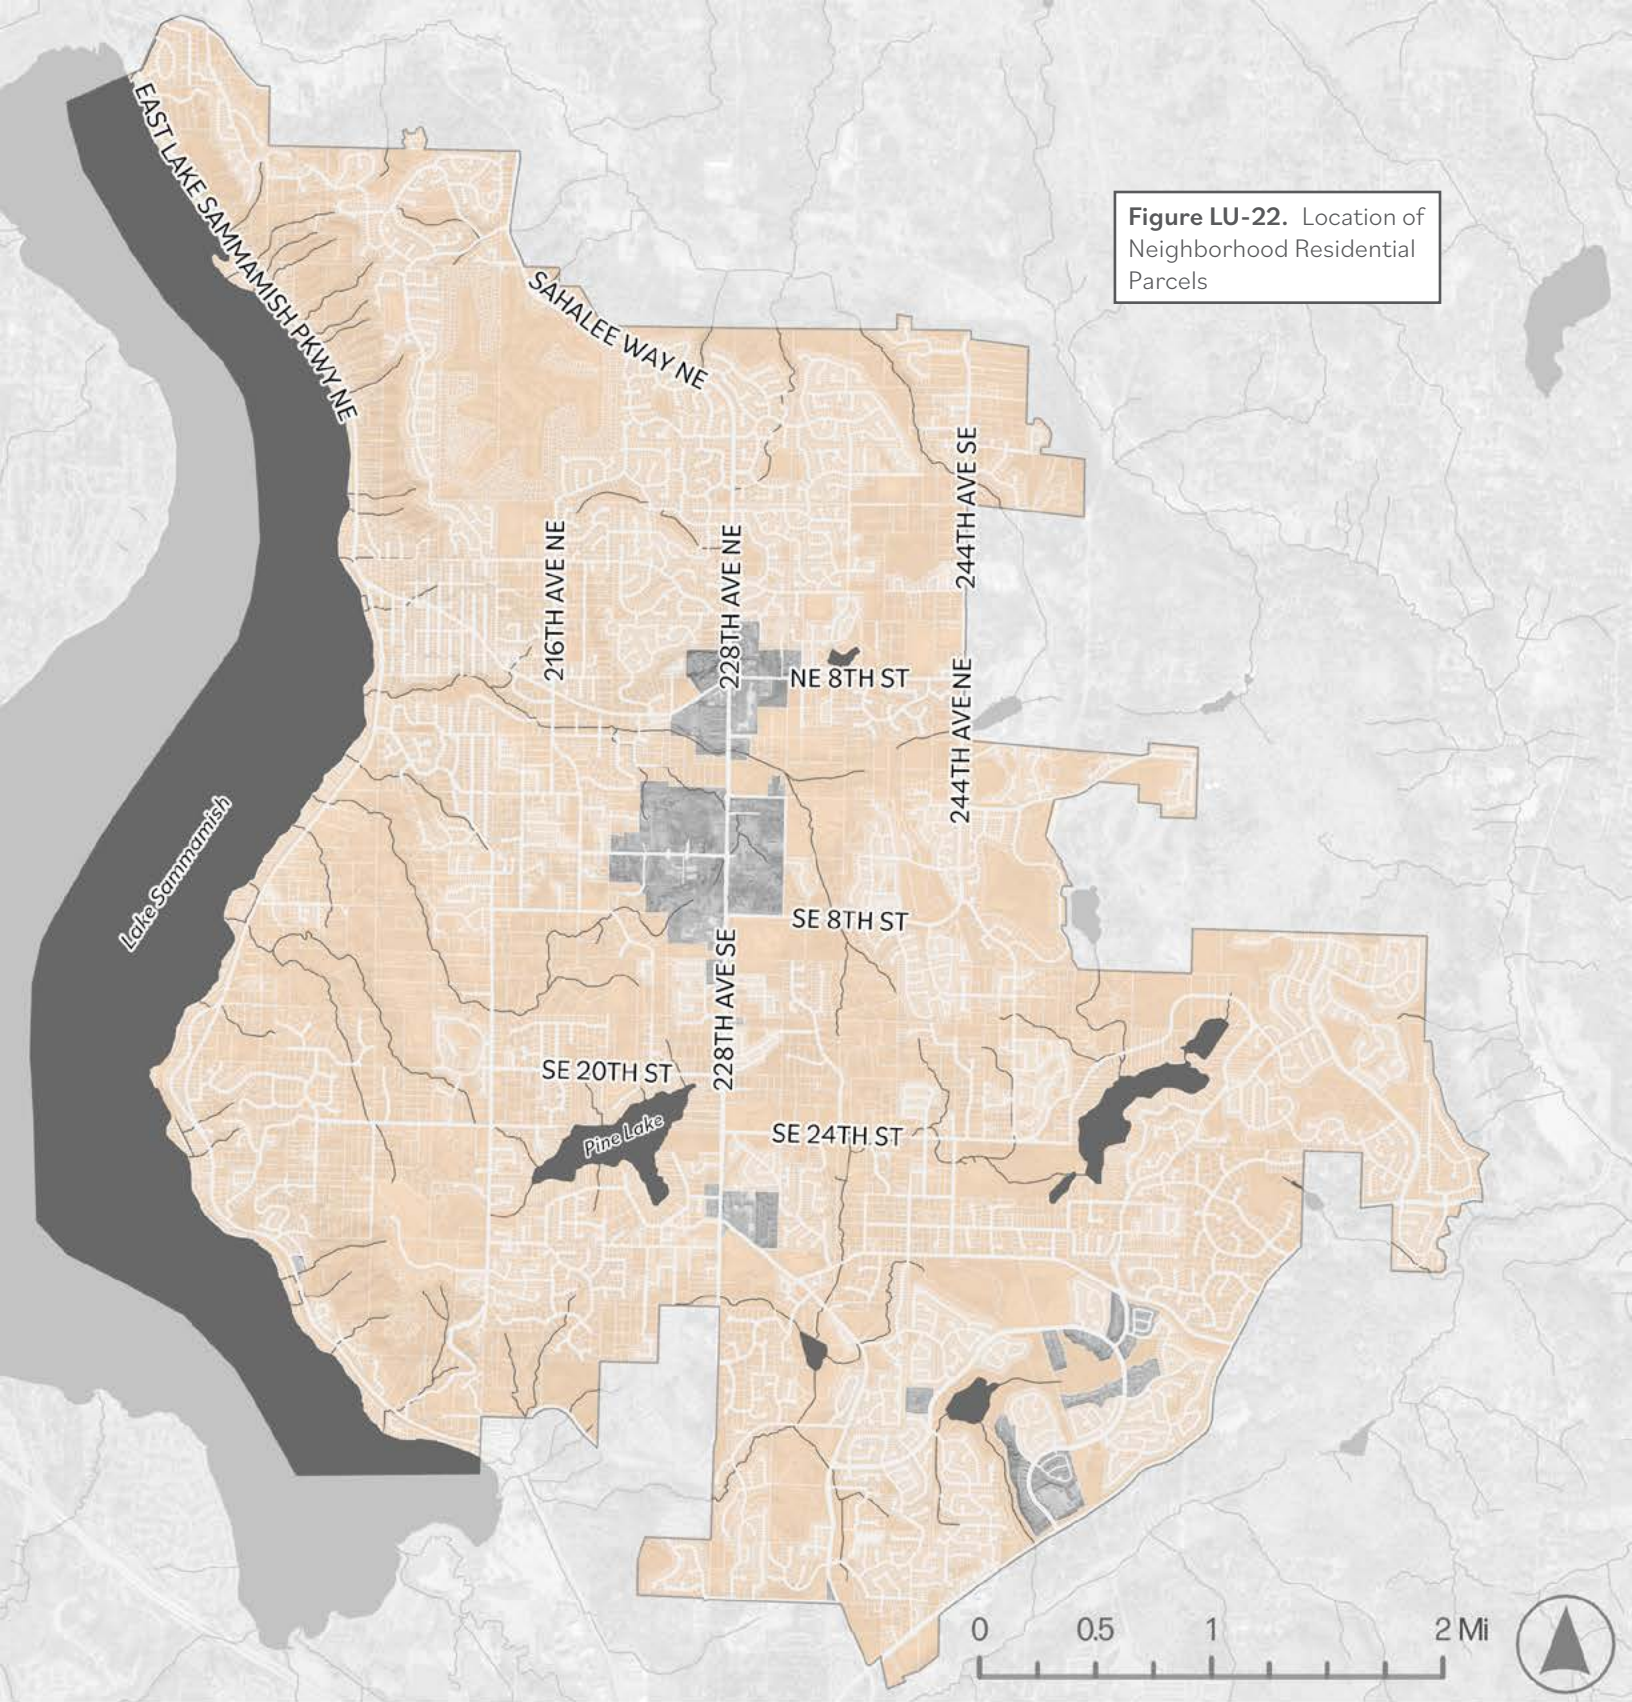 EAST LAKE SAMMAMISH PKWY NE
Figure LU-22. Location of
Neighborhood Residential
Parcels
SAHALEE WAY NE
244TH AVE SE
216TH AVE NE
228TH AVE NE
NE 8TH ST
244TH AVE NE
Lake Sammamish
SE 8TH ST
228TH AVE SE
SE 20TH ST
Pine Lake
SE 24TH ST
0 0.5 1 2 Mi